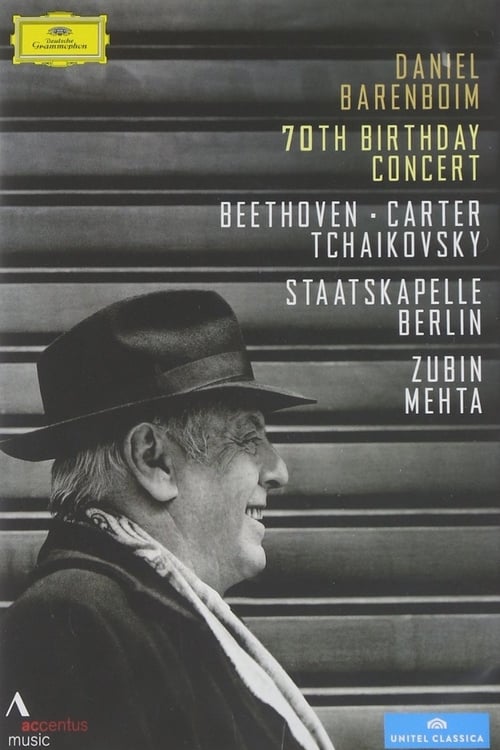 Deutsche
Grammophon
DANIEL
BARENBOIM
70TH BIRTHDAY
CONCERT
BEETHOVEN · CARTER
TCHAIKOVSKY
STAATSKAPELLE
BERLIN
ZUBIN
MEHTA
accentus
music
UNITEL CLASSICA